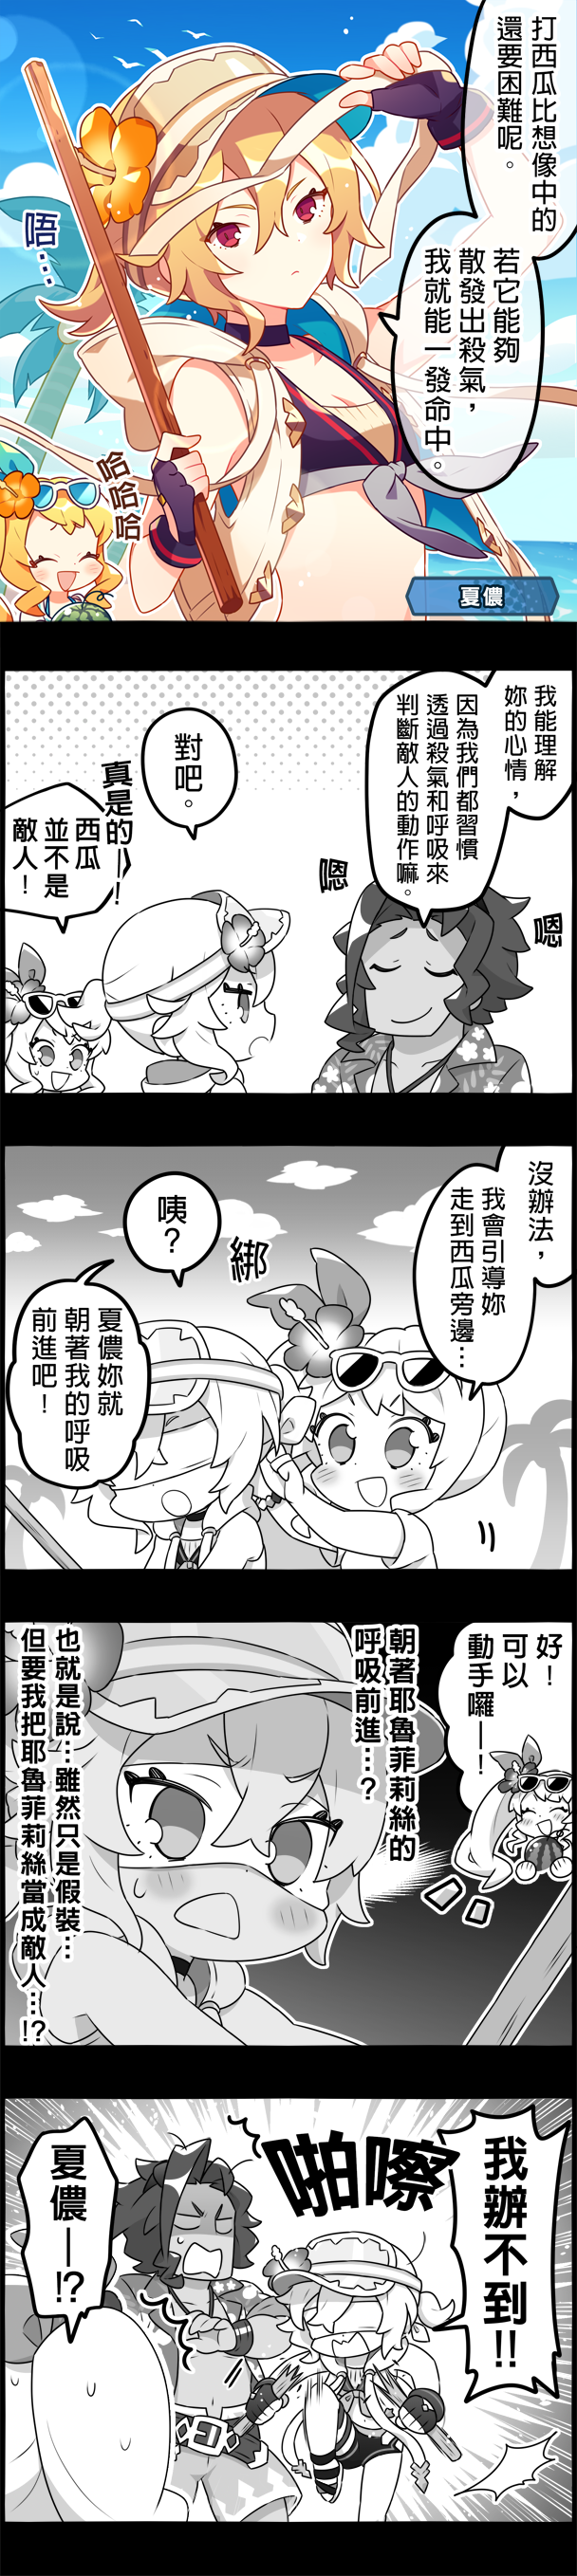 打西瓜比想像中的
還要困難呢。
若它能夠
散發出殺氣，
我就能一發命中。
唔…
哈哈哈
夏儂
我能理解
妳的心情，
因為我們都習慣
透過殺氣和呼吸來
判斷敵人的動作嘛。
嗯
嗯
對吧。
真是的—！
西瓜
並不是
敵人！
沒辦法，
我會引導妳
走到西瓜旁邊…
綁
咦？
夏儂妳就
朝著我的呼吸
前進吧！
好！
可以
動手囉—！
朝著耶魯菲莉絲的
呼吸前進…？
也就是說…雖然只是假裝…
但要我把耶魯菲莉絲當成敵人…!?
我辦不到!!
啪嚓
夏儂—!?